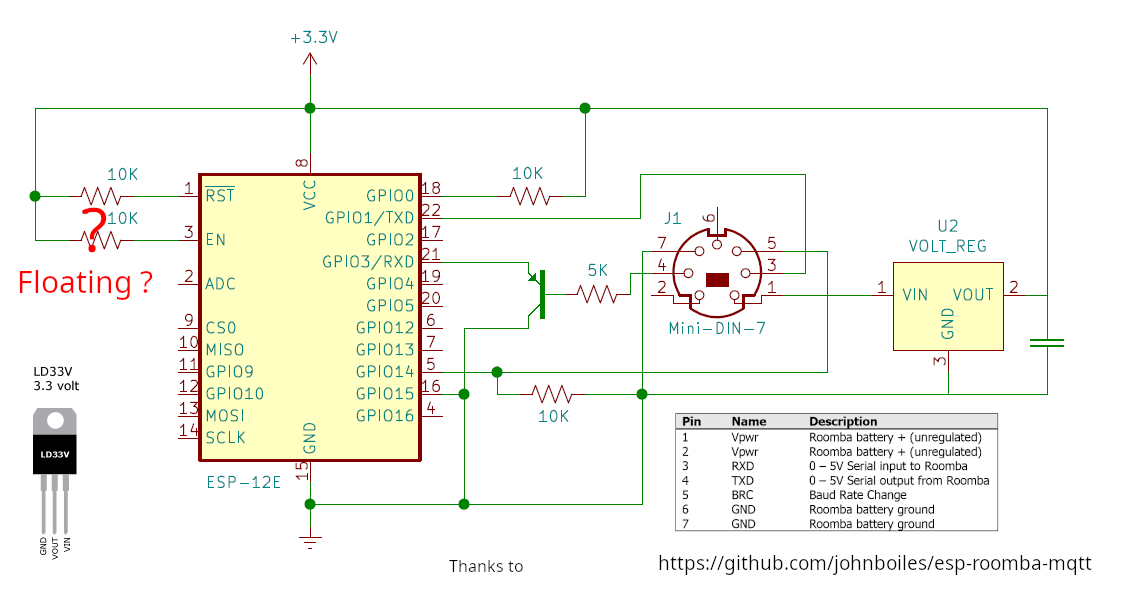 +3.3V
10K
10K
?
Floating ?
1 RST
3 EN
2 ADC
9 CS0
10 MISO
11 GPIO9
12 GPIO10
13 MOSI
14 SCLK
8
VCC
GPIO0 18
GPIO1/TXD 22
GPIO2 17
GPIO3/RXD 21
GPIO4 19
GPIO5 20
GPIO12 6
GPIO13 7
GPIO14 5
GPIO15 16
GPIO16 4
GND
15
ESP-12E
10K
5K
10K
J1
6
7
5
4
3
2
1
Mini-DIN-7
U2
VOLT_REG
1 VIN VOUT 2
GND
3
LD33V
3.3 volt
LD33V
GND
VOUT
VIN
Pin Name Description
1 Vpwr Roomba battery + (unregulated)
2 Vpwr Roomba battery + (unregulated)
3 RXD 0 – 5V Serial input to Roomba
4 TXD 0 – 5V Serial output from Roomba
5 BRC Baud Rate Change
6 GND Roomba battery ground
7 GND Roomba battery ground
Thanks to
https://github.com/johnboiles/esp-roomba-mqtt